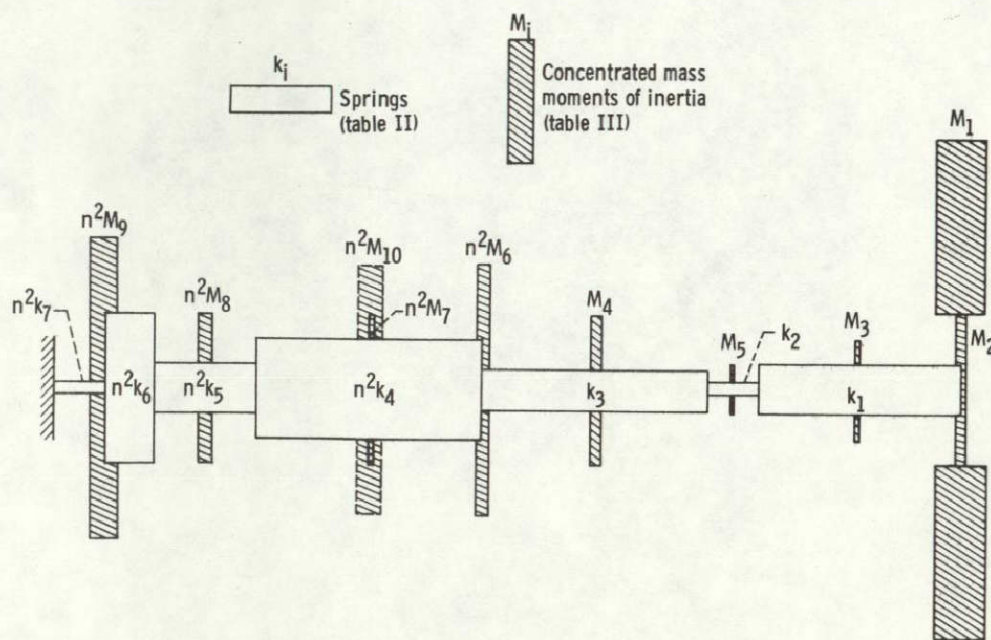 M_i
k_i
Springs
(table II)
Concentrated mass
moments of inertia
(table III)
M_1
n^2M_9
n^2M_10
n^2M_6
n^2k_7
n^2M_8
n^2M_7
M_4
M_5
k_2
M_3
M_2
n^2k_6
n^2k_5
n^2k_4
k_3
k_1